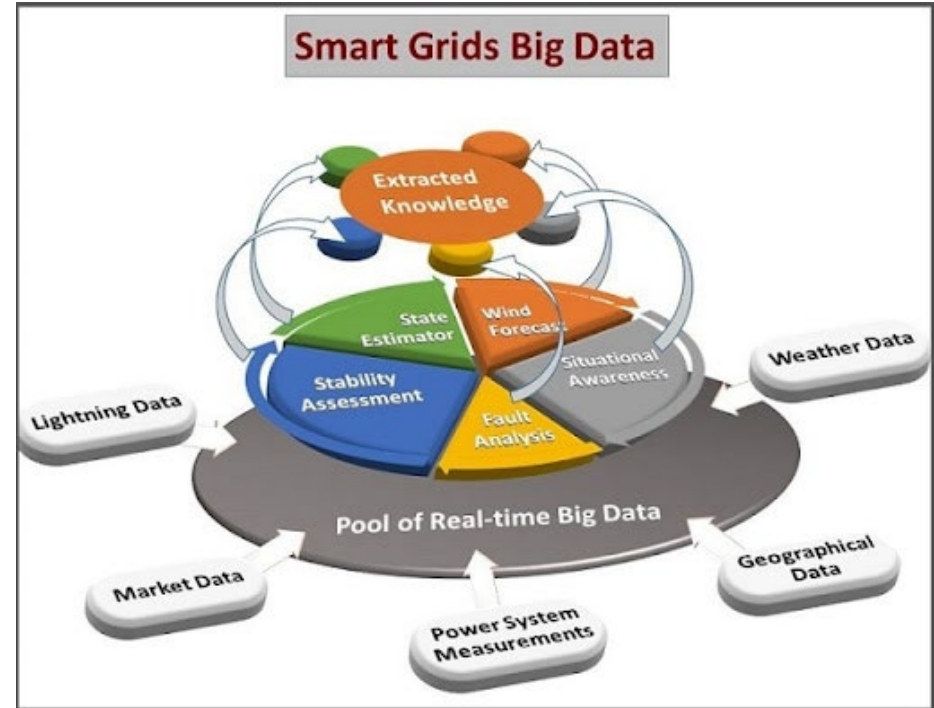 Smart Grids Big Data
Extracted
Knowledge
State
Estimator
Wind
Forecast
Stability
Assessment
Situational
Awareness
Fault
Analysis
Weather Data
Lightning Data
Pool of Real-time Big Data
Market Data
Power System
Measurements
Geographical
Data